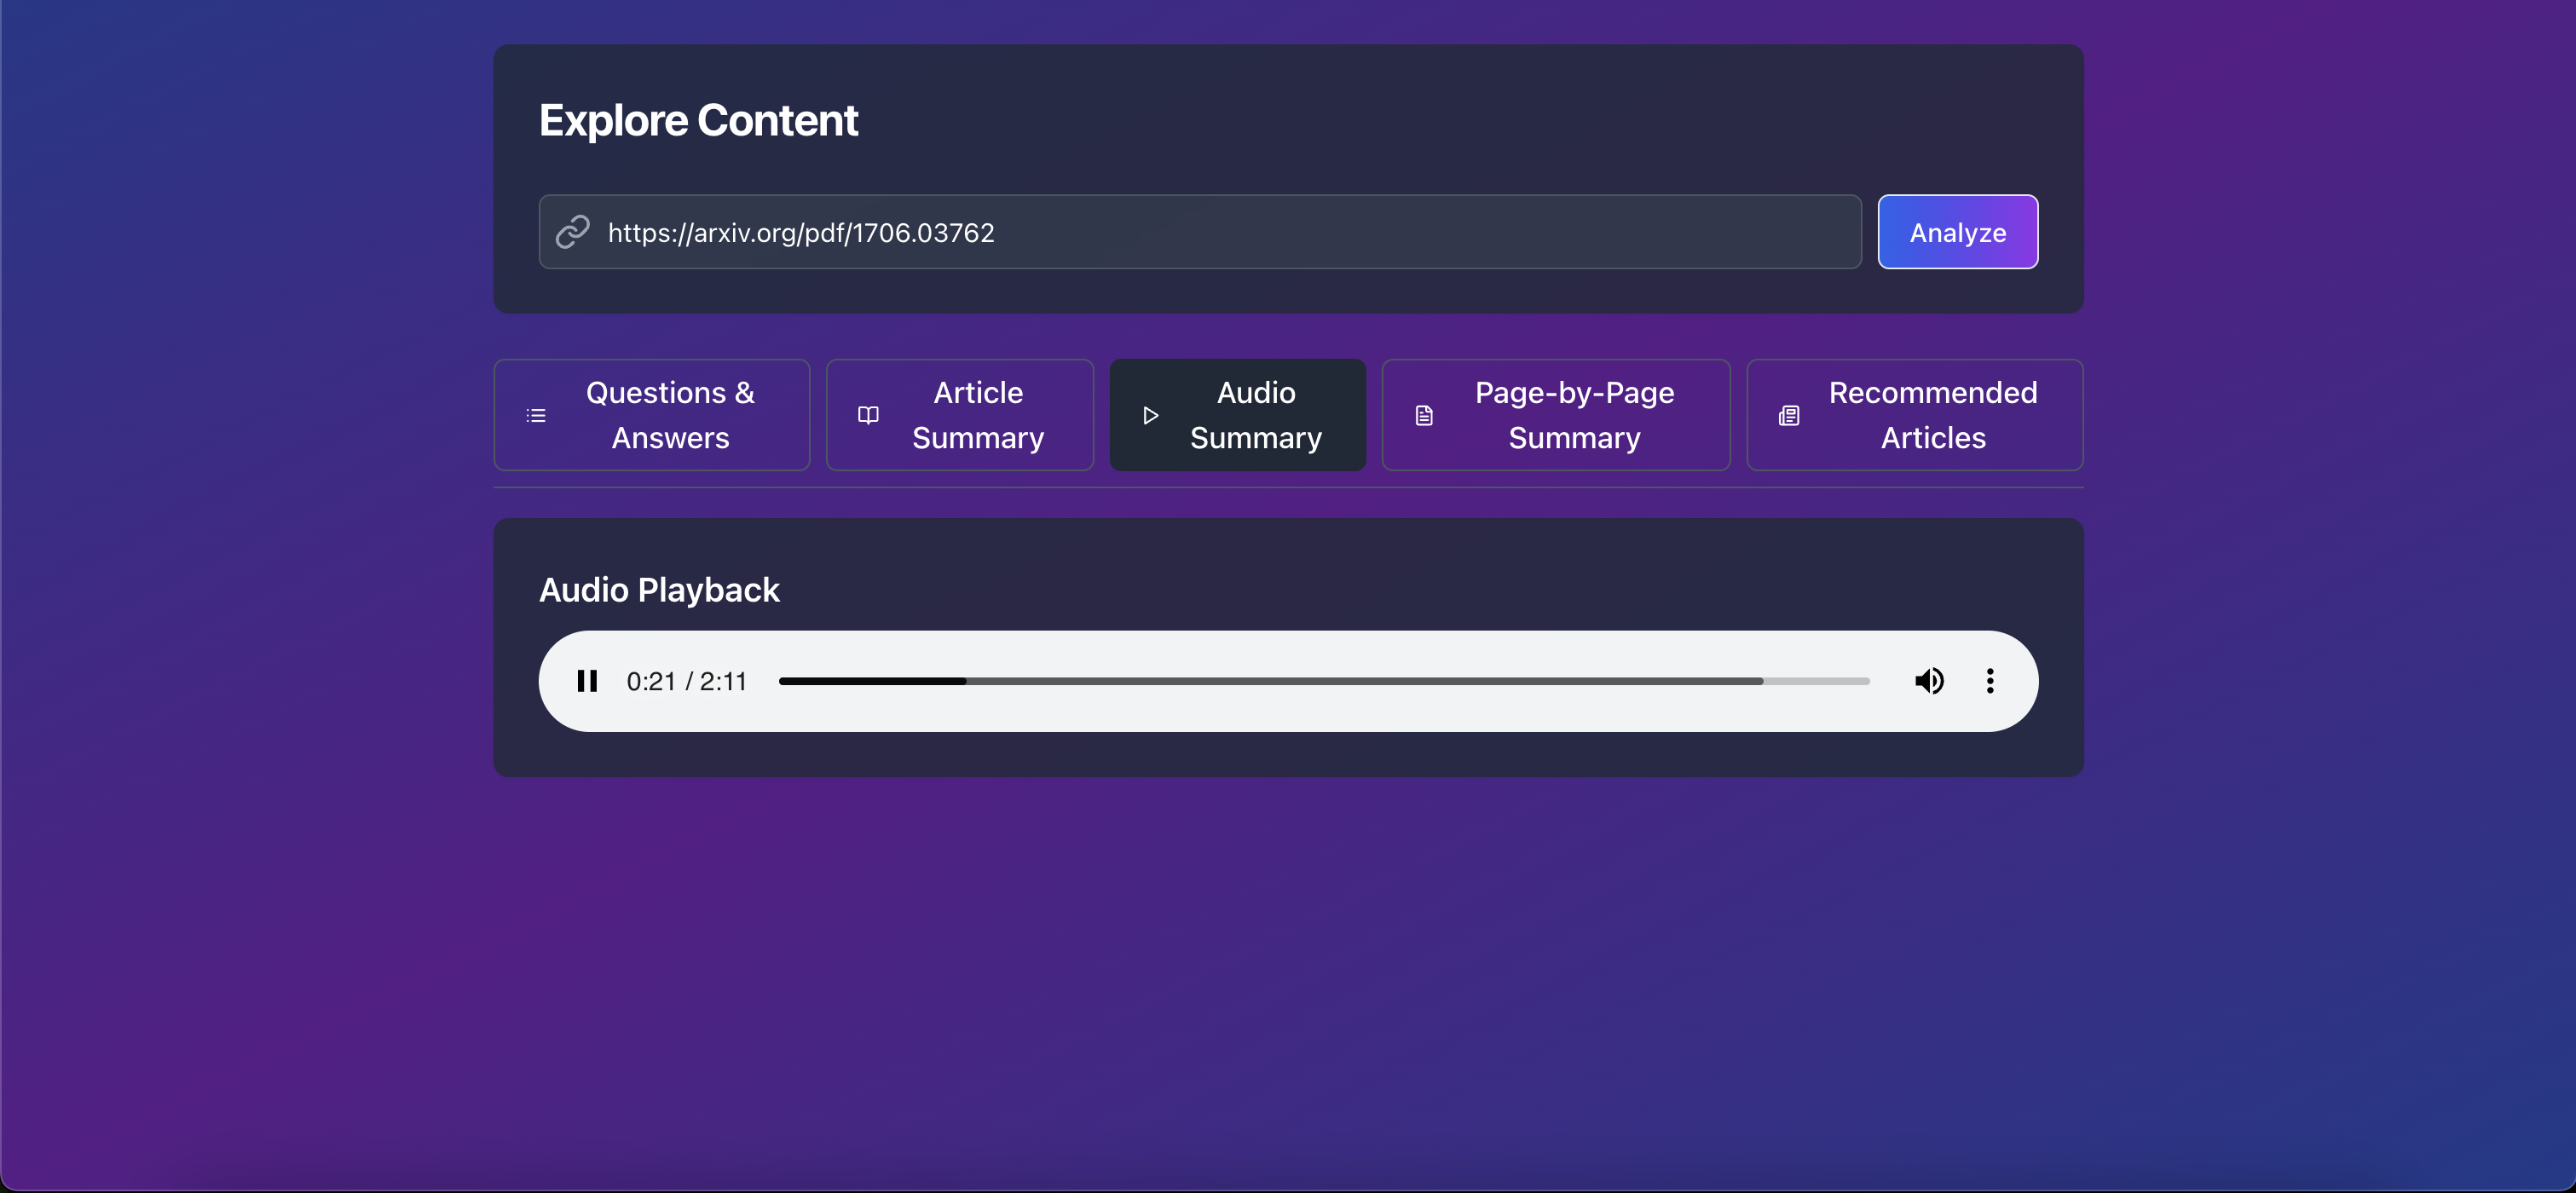 Explore Content
https://arxiv.org/pdf/1706.03762
Analyze
Questions &
Answers
Article
Summary
Audio
Summary
Page-by-Page
Summary
Recommended
Articles
Audio Playback
0:21 / 2:11